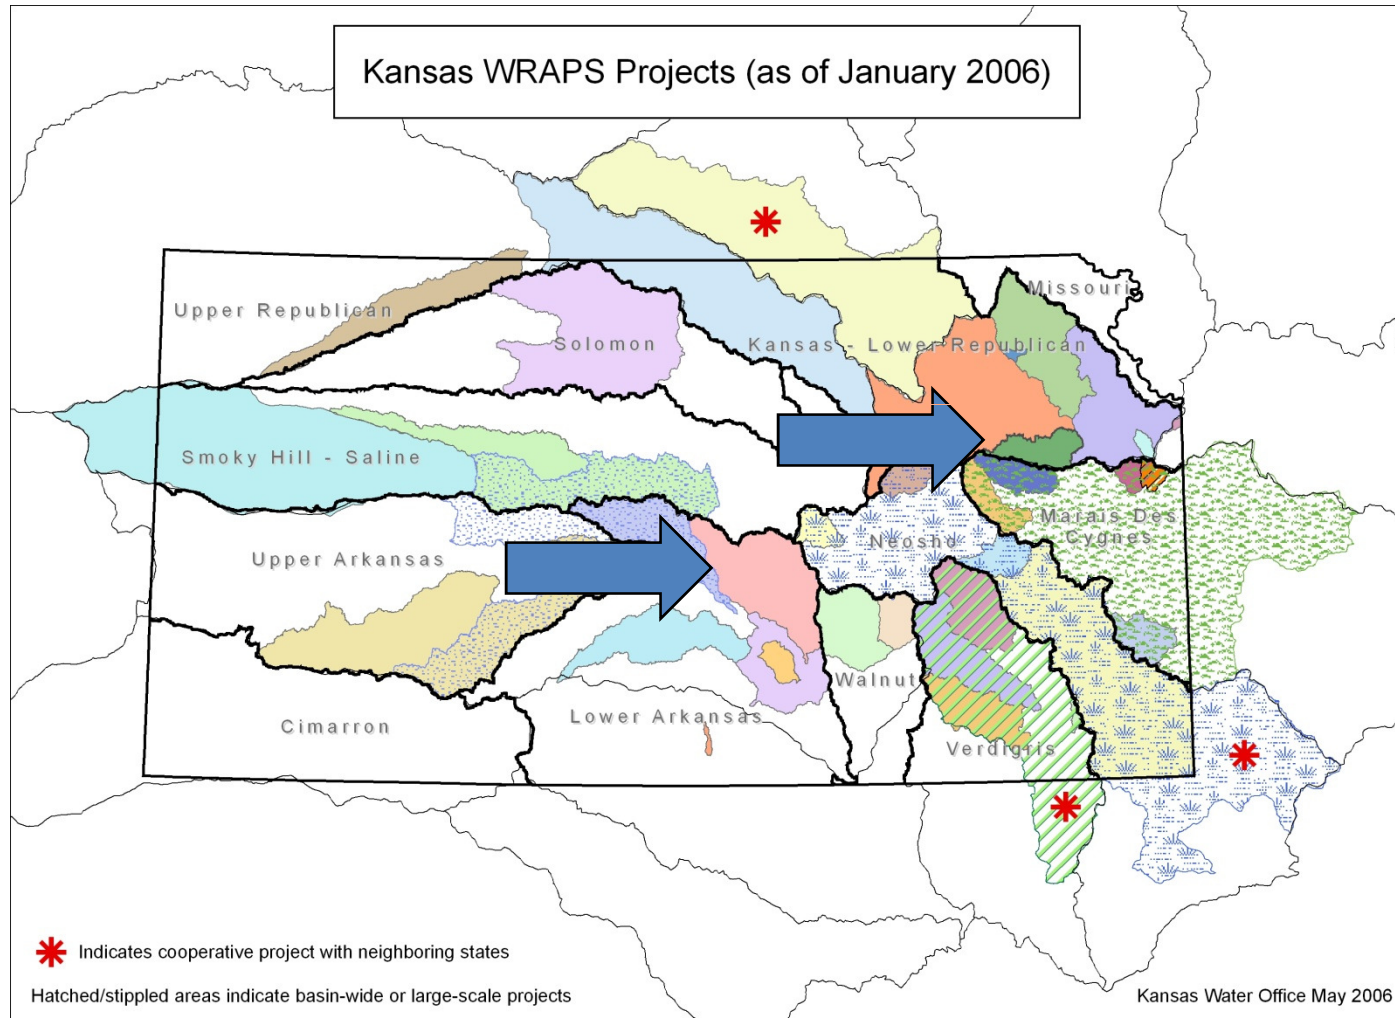 Kansas WRAPS Projects (as of January 2006)
Missouri
Upper Republican
Solomon
Kansas - Lower Republican
Smoky Hill - Saline
Marais Des
Cygnes
Neosho
Upper Arkansas
Walnut
Lower Arkansas
Cimarron
Verdigris
Indicates cooperative project with neighboring states
Hatched/stippled areas indicate basin-wide or large-scale projects
Kansas Water Office May 2006